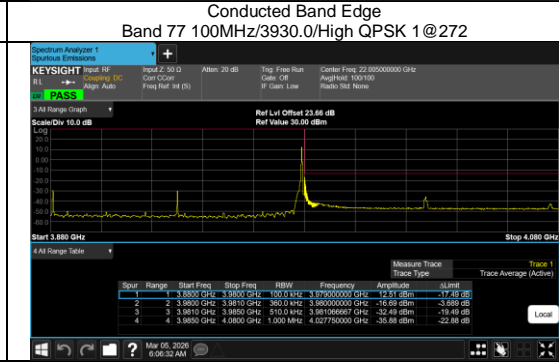 Conducted Band Edge
Band 77 100MHz/3930.0/High QPSK 1@272
Spectrum Analyzer 1
Spurious Emissions
KEYSIGHT Input: RF Input Z: 50 Ω Atten: 20 dB Trig: Free Run Center Freq: 22.005000000 GHz
R L Coupling: DC Corr CCorr Gate: Off Avg|Hold: 100/100
Align: Auto Freq Ref: Int (S) IF Gain: Low Radio Std: None
PASS
3 All Range Graph
Ref Lvl Offset 23.66 dB
Scale/Div 10.0 dB Ref Value 30.00 dBm
Log
20.0
10.0
0.00
-10.0
-20.0
-30.0
-40.0
-50.0
-60.0
Start 3.880 GHz Stop 4.080 GHz
4 All Range Table
Measure Trace Trace 1
Trace Type Trace Average (Active)
Spur Range Start Freq Stop Freq RBW Frequency Amplitude ΔLimit
1 1 3.8800 GHz 3.9800 GHz 100.0 kHz 3.979000000 GHz 12.51 dBm -17.49 dB
2 2 3.9800 GHz 3.9810 GHz 360.0 kHz 3.980000000 GHz -16.69 dBm -3.689 dB
3 3 3.9810 GHz 3.9850 GHz 510.0 kHz 3.981066667 GHz -32.49 dBm -19.49 dB
4 4 3.9850 GHz 4.0800 GHz 1.000 MHz 4.027750000 GHz -35.88 dBm -22.88 dB
Local
Mar 05, 2026
6:06:32 AM